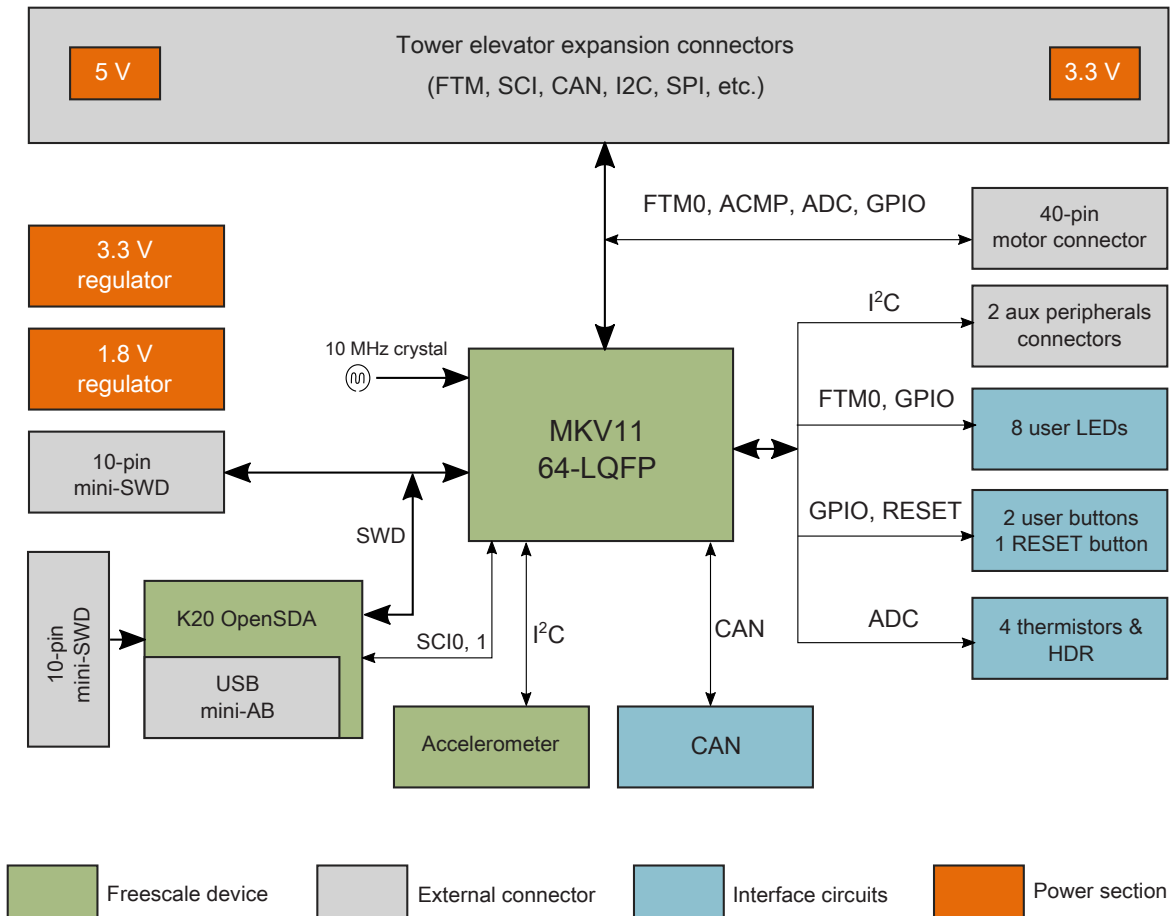 Tower elevator expansion connectors
(FTM, SCI, CAN, I2C, SPI, etc.)
5 V
3.3 V
FTM0, ACMP, ADC, GPIO
40-pin
motor connector
3.3 V
regulator
I²C
2 aux peripherals
connectors
1.8 V
regulator
10 MHz crystal
FTM0, GPIO
8 user LEDs
MKV11
64-LQFP
10-pin
mini-SWD
GPIO, RESET
2 user buttons
1 RESET button
SWD
10-pin
mini-SWD
K20 OpenSDA
USB
mini-AB
SCI0, 1
I²C
CAN
ADC
4 thermistors &
HDR
Accelerometer
CAN
Freescale device
External connector
Interface circuits
Power section